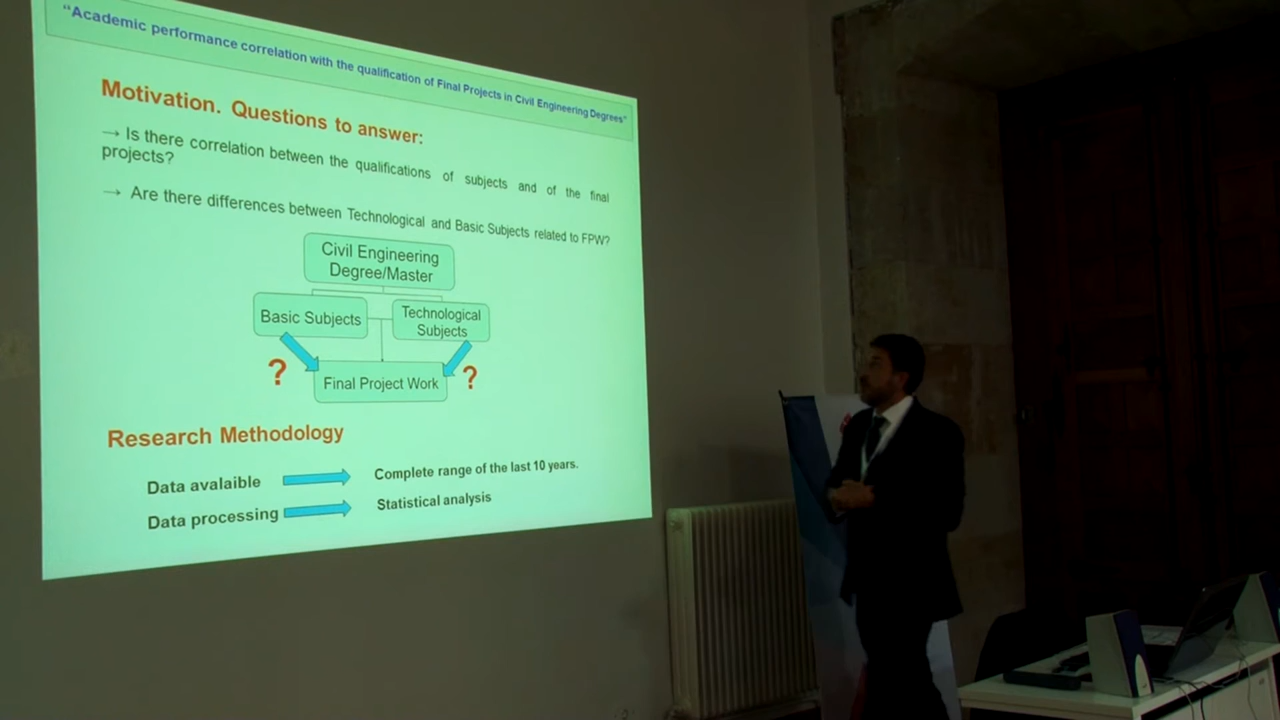 “Academic performance correlation with the qualification of Final Projects in Civil Engineering Degrees”
Motivation. Questions to answer:
→ Is there correlation between the qualifications of subjects and of the final
projects?
→ Are there differences between Technological and Basic Subjects related to FPW?
Civil Engineering
Degree/Master
Basic Subjects
Technological
Subjects
? Final Project Work ?
Research Methodology
Data avalaible → Complete range of the last 10 years.
Data processing → Statistical analysis